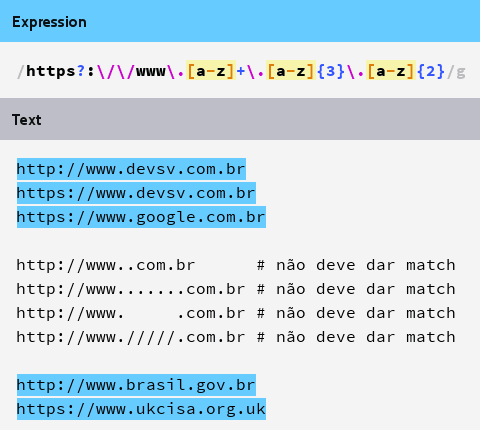 Expression
/https?:\/\/www\.[a-z]+\.[a-z]{3}\.[a-z]{2}/g
Text
http://www.devsv.com.br
https://www.devsv.com.br
https://www.google.com.br
http://www..com.br      # não deve dar match
http://www.......com.br # não deve dar match
http://www.     .com.br # não deve dar match
http://www./////.com.br # não deve dar match
http://www.brasil.gov.br
https://www.ukcisa.org.uk